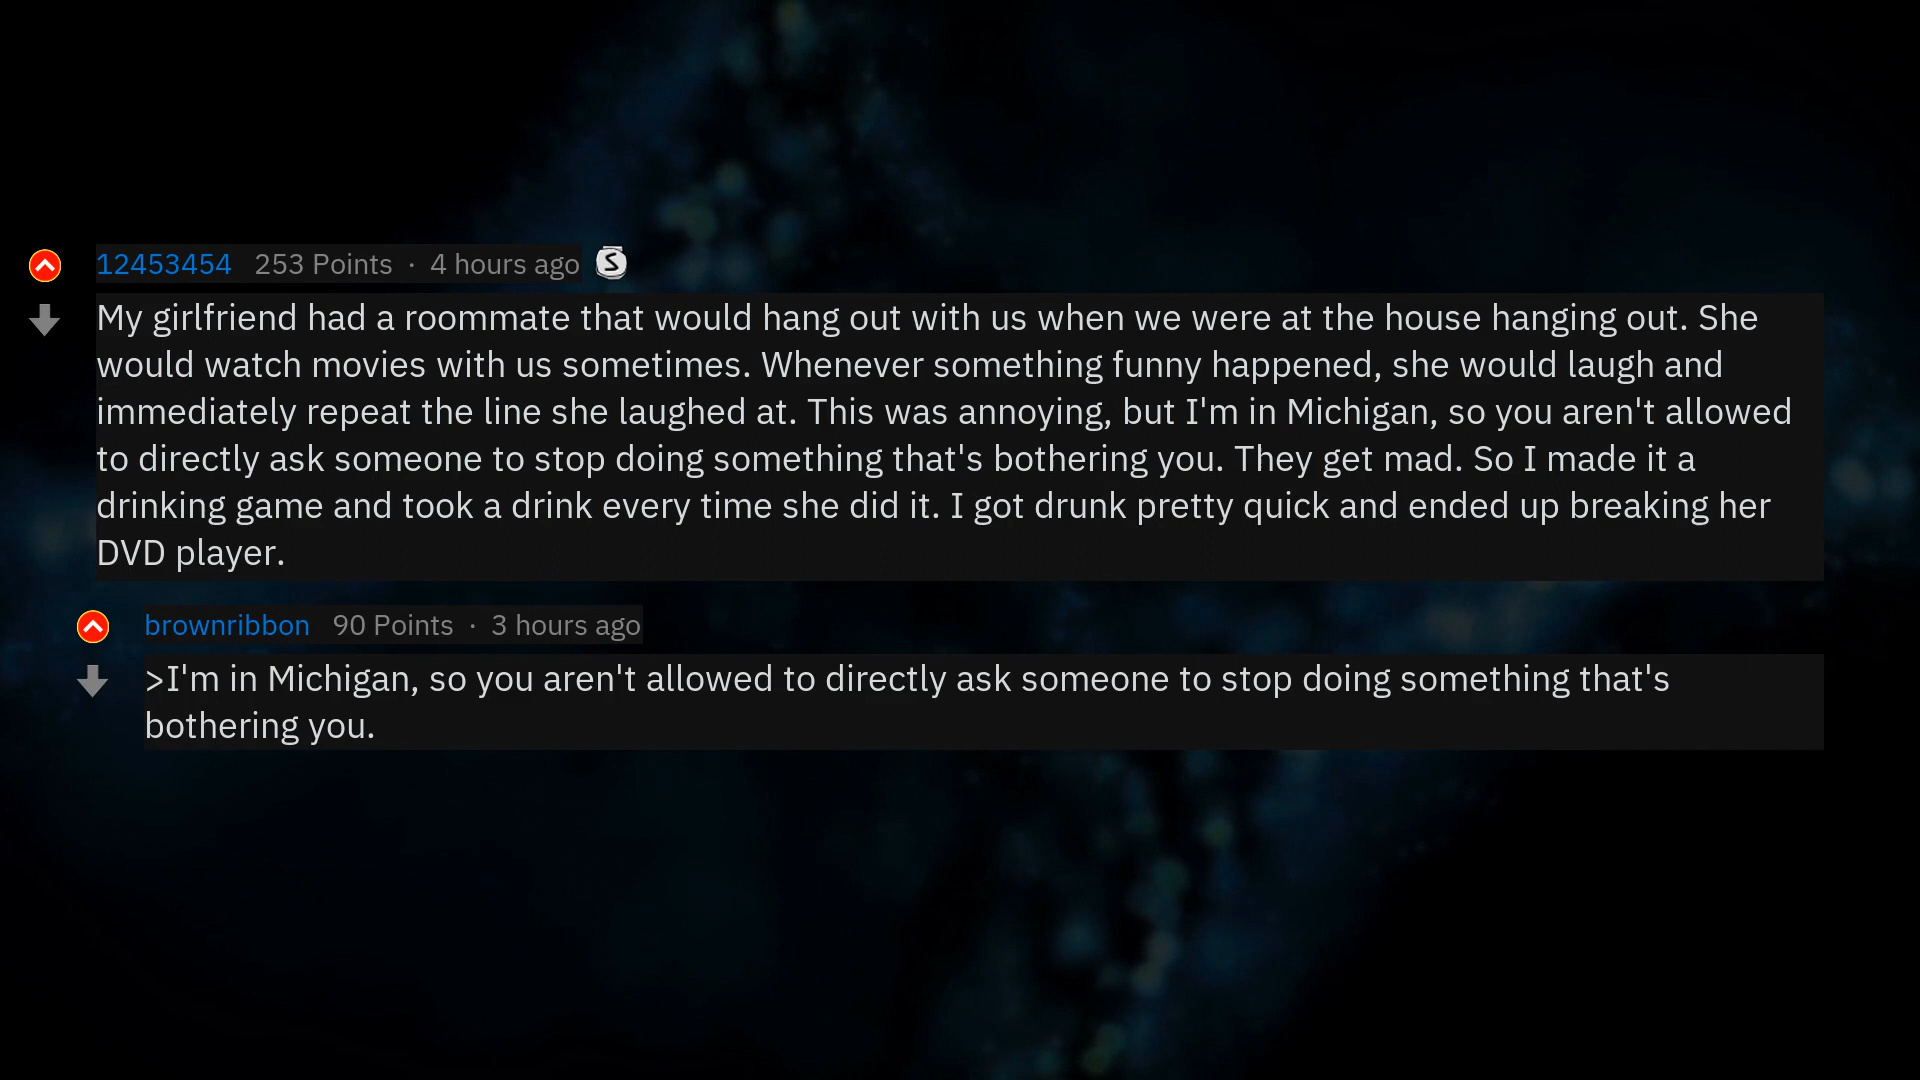 12453454 253 Points · 4 hours ago S
My girlfriend had a roommate that would hang out with us when we were at the house hanging out. She
would watch movies with us sometimes. Whenever something funny happened, she would laugh and
immediately repeat the line she laughed at. This was annoying, but I'm in Michigan, so you aren't allowed
to directly ask someone to stop doing something that's bothering you. They get mad. So I made it a
drinking game and took a drink every time she did it. I got drunk pretty quick and ended up breaking her
DVD player.
brownribbon 90 Points · 3 hours ago
>I'm in Michigan, so you aren't allowed to directly ask someone to stop doing something that's
bothering you.